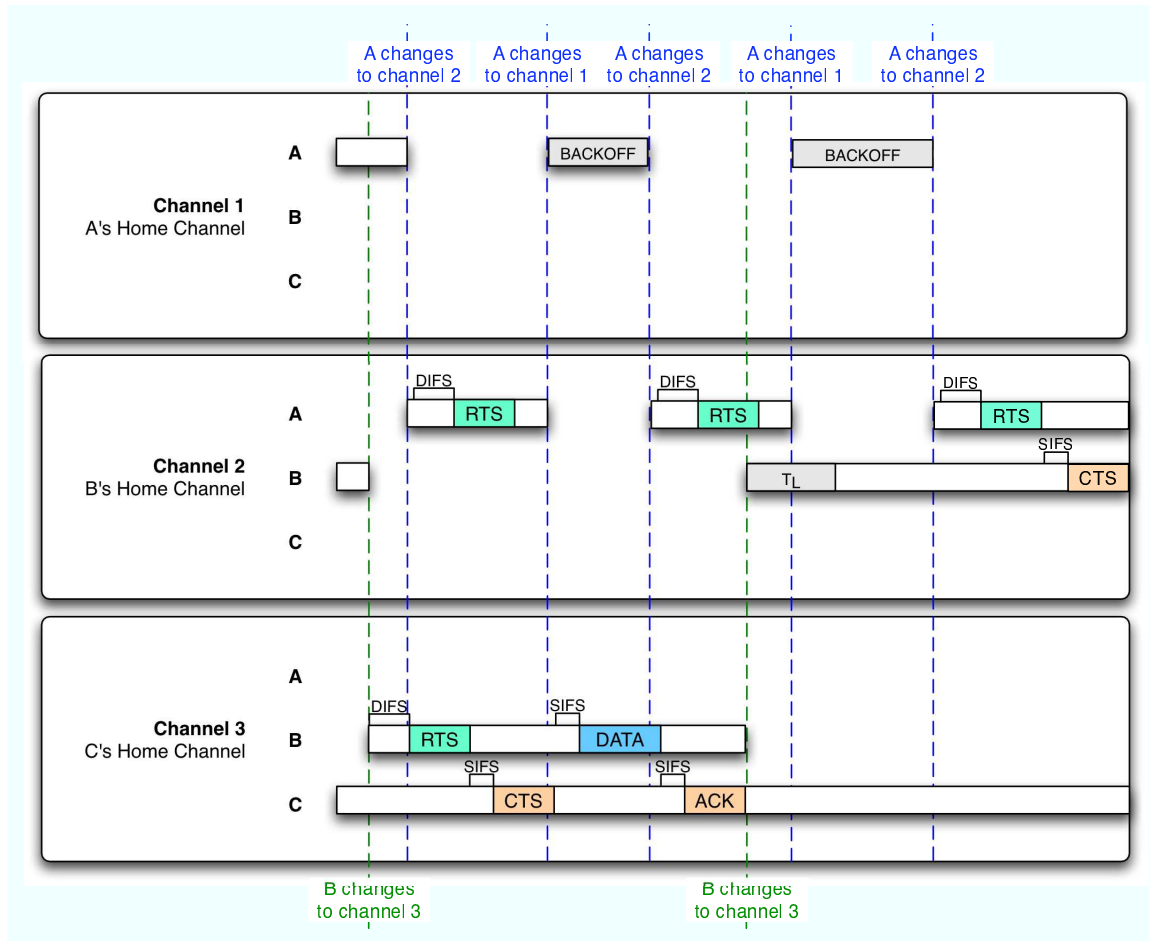 A changes
to channel 2
A changes
to channel 1
A changes
to channel 2
A changes
to channel 1
A changes
to channel 2
A
BACKOFF
BACKOFF
Channel 1
A's Home Channel
B
C
DIFS
DIFS
DIFS
A
RTS
RTS
RTS
SIFS
Channel 2
B's Home Channel
B
TL
CTS
C
A
DIFS
SIFS
Channel 3
C's Home Channel
B
RTS
DATA
SIFS
SIFS
C
CTS
ACK
B changes
to channel 3
B changes
to channel 3